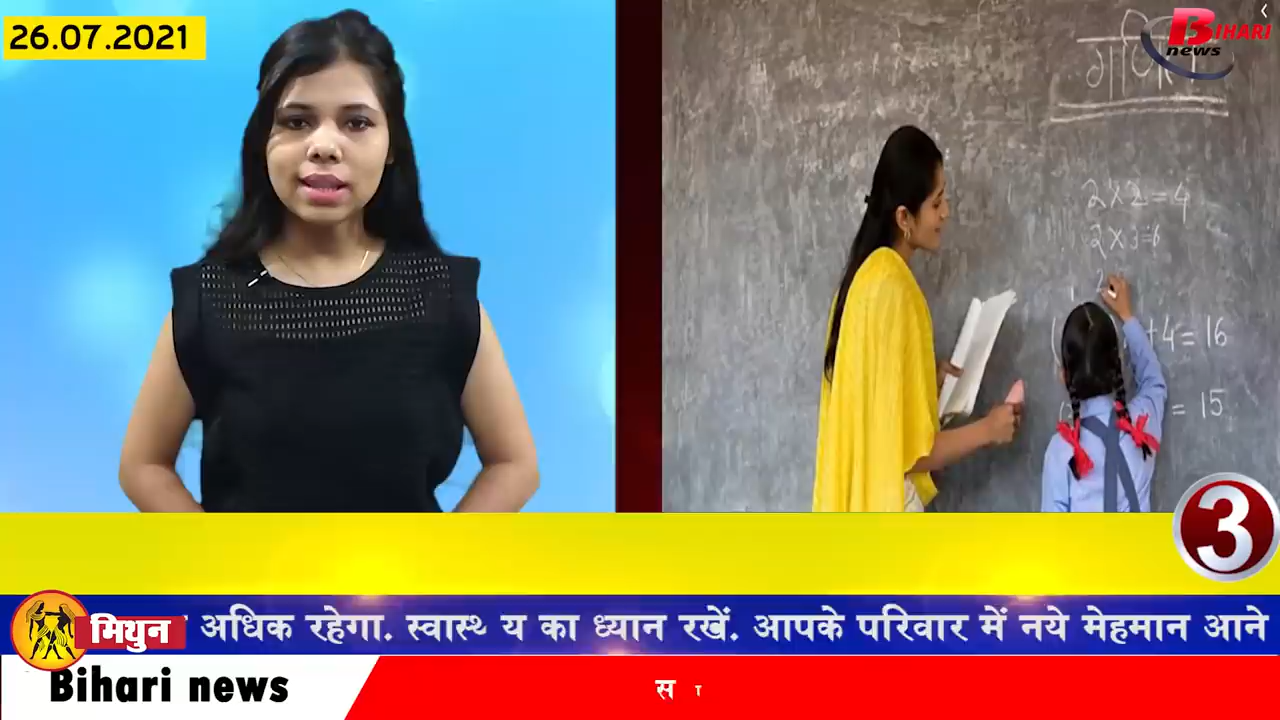 26.07.2021
BIHARI
news
गणित
2 x 2 = 4
2 x 3 = 6
2
+4= 16
= 15
3
मिथुन
अधिक रहेगा. स्वास्थ्‍ य का ध्यान रखें. आपके परिवार में नये मेहमान आने
Bihari news
स